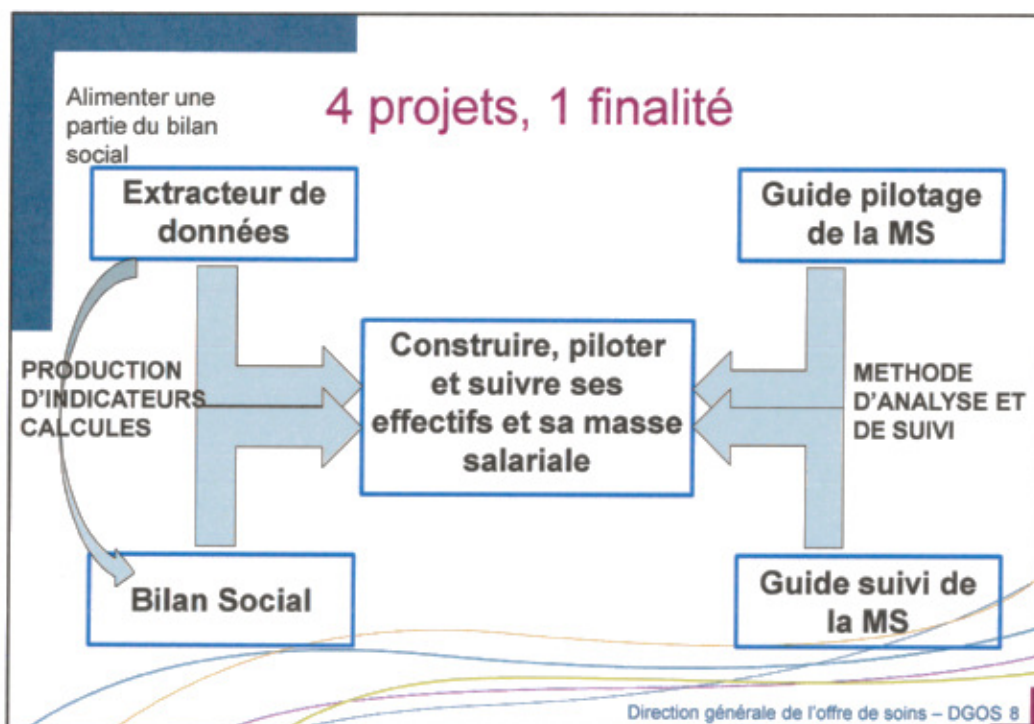 Alimenter une
partie du bilan
social
4 projets, 1 finalité
Extracteur de
données
Guide pilotage
de la MS
PRODUCTION
D'INDICATEURS
CALCULES
Construire, piloter
et suivre ses
effectifs et sa masse
salariale
METHODE
D'ANALYSE ET
DE SUIVI
Bilan Social
Guide suivi de
la MS
Direction générale de l'offre de soins – DGOS 8